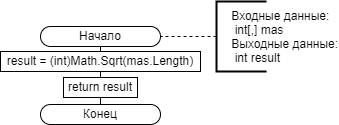 Начало
Входные данные:
int[,] mas
Выходные данные:
int result
result = (int)Math.Sqrt(mas.Length)
return result
Конец